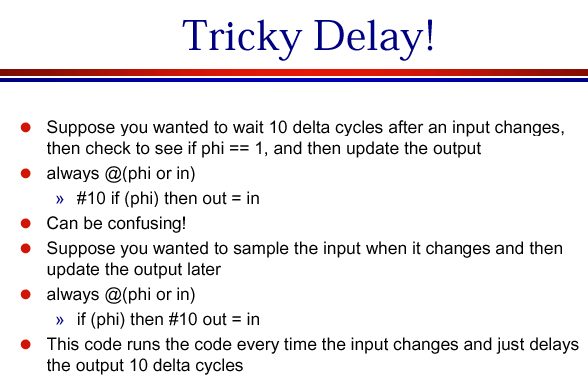 Tricky Delay!
Suppose you wanted to wait 10 delta cycles after an input changes,
then check to see if phi == 1, and then update the output
always @(phi or in)
» #10 if (phi) then out = in
Can be confusing!
Suppose you wanted to sample the input when it changes and then
update the output later
always @(phi or in)
» if (phi) then #10 out = in
This code runs the code every time the input changes and just delays
the output 10 delta cycles